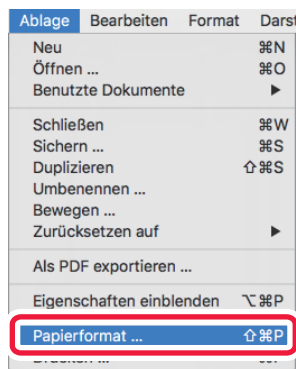 Ablage Bearbeiten Format Dars
Neu ⌘N
Öffnen ... ⌘O
Benutzte Dokumente ▶
Schließen ⌘W
Sichern ... ⌘S
Duplizieren ⇧⌘S
Umbenennen ...
Bewegen ...
Zurücksetzen auf ▶
Als PDF exportieren ...
Eigenschaften einblenden ⌥⌘P
Papierformat ... ⇧⌘P